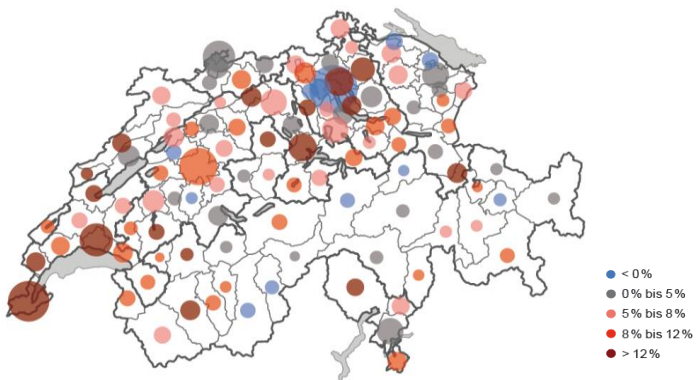 < 0 %
0 % bis 5 %
5 % bis 8 %
8 % bis 12 %
> 12 %